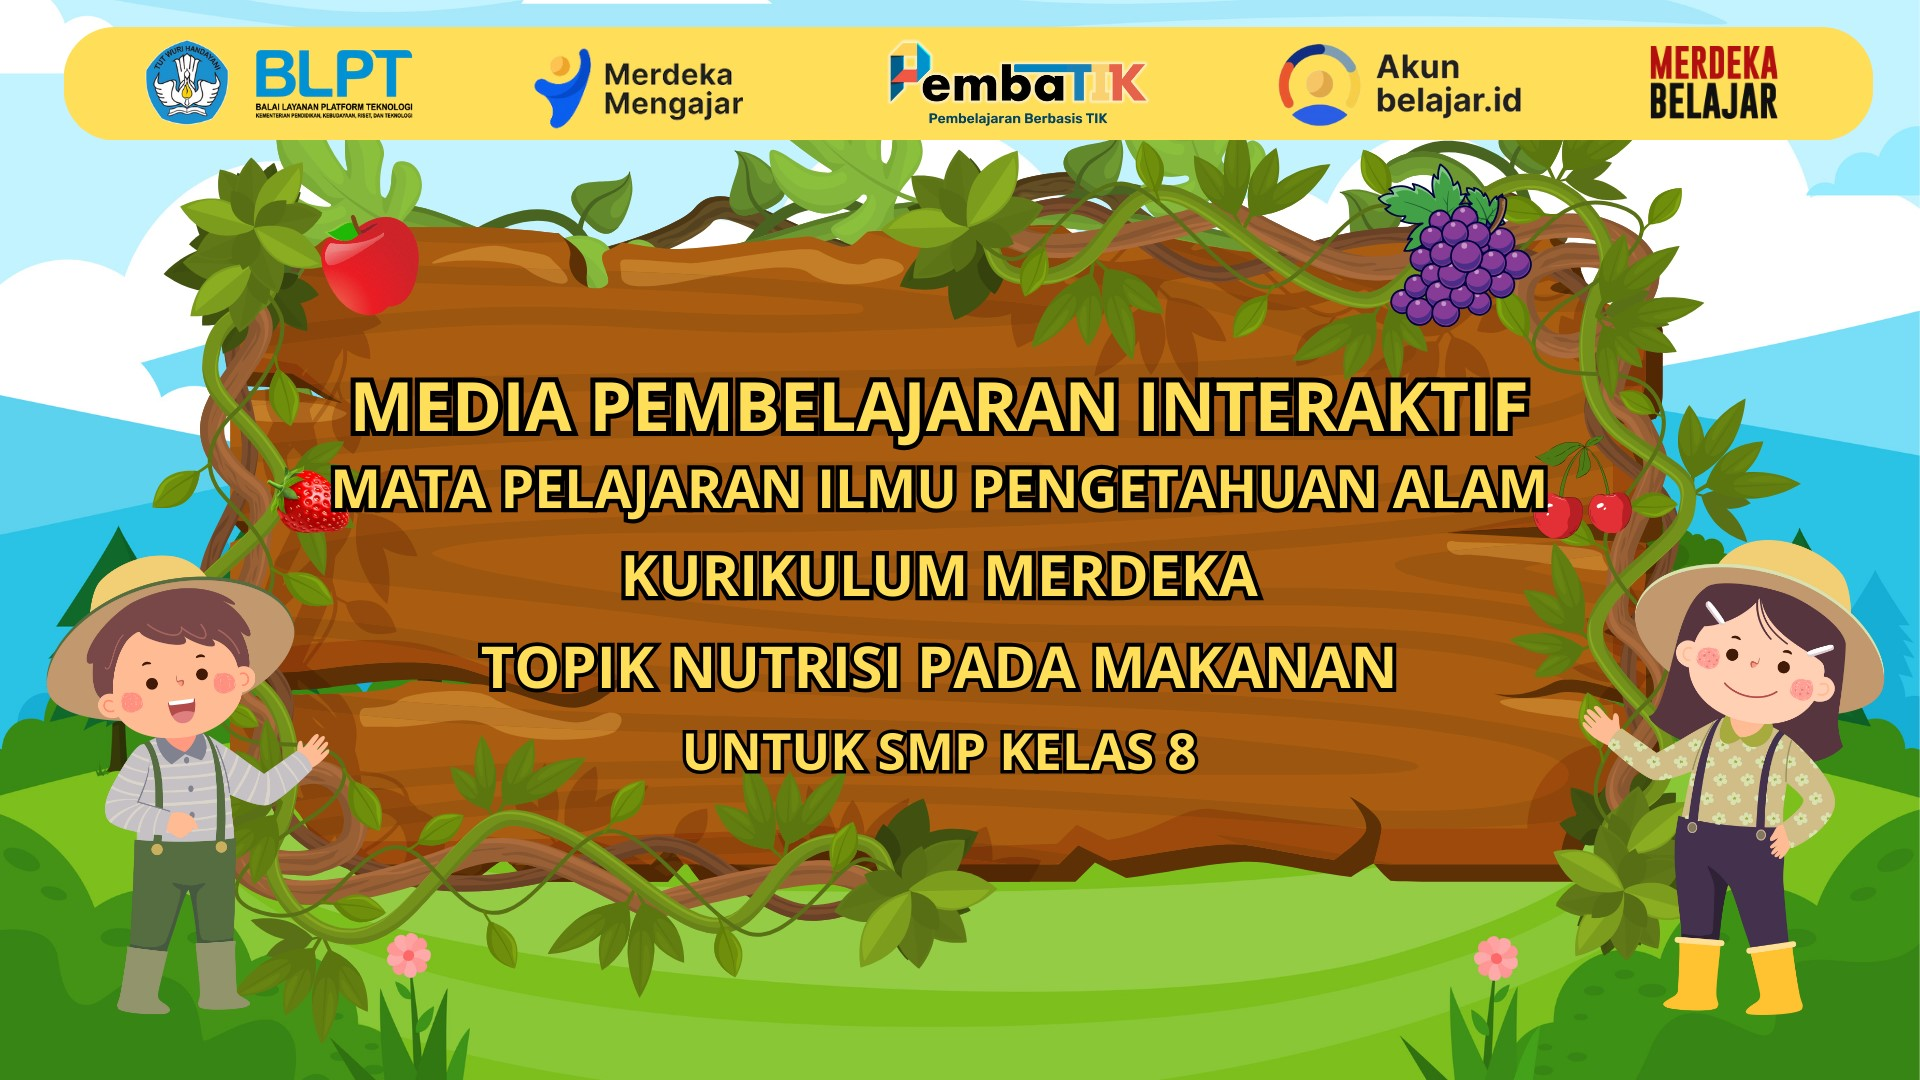 TUT WURI HANDAYANI
BLPT
BALAI LAYANAN PLATFORM TEKNOLOGI
KEMENTERIAN PENDIDIKAN, KEBUDAYAAN, RISET, DAN TEKNOLOGI
Merdeka
Mengajar
PembaTIK
Pembelajaran Berbasis TIK
Akun
belajar.id
MERDEKA
BELAJAR
MEDIA PEMBELAJARAN INTERAKTIF
MATA PELAJARAN ILMU PENGETAHUAN ALAM
KURIKULUM MERDEKA
TOPIK NUTRISI PADA MAKANAN
UNTUK SMP KELAS 8